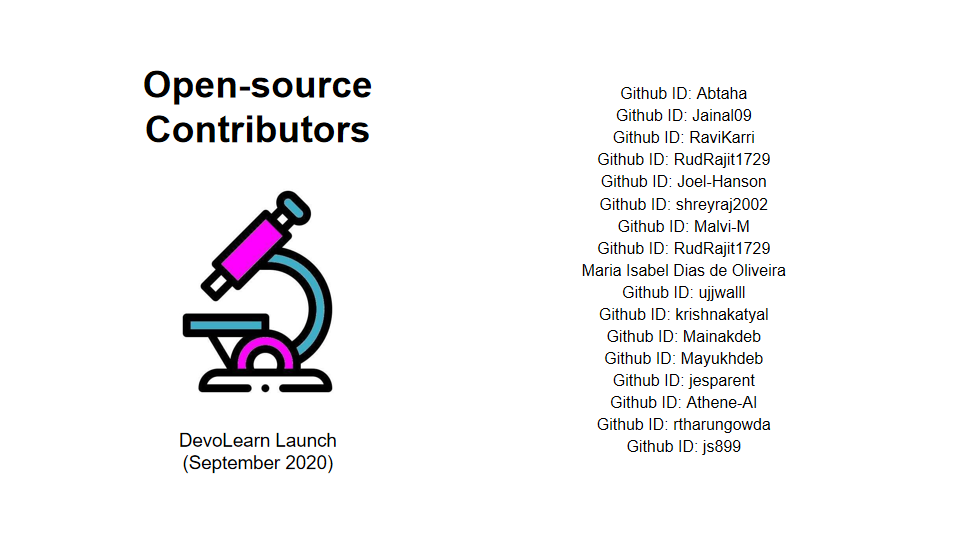 Open-source
Contributors
DevoLearn Launch
(September 2020)
Github ID: Abtaha
Github ID: Jainal09
Github ID: RaviKarri
Github ID: RudRajit1729
Github ID: Joel-Hanson
Github ID: shreyraj2002
Github ID: Malvi-M
Github ID: RudRajit1729
Maria Isabel Dias de Oliveira
Github ID: ujjwalll
Github ID: krishnakatyal
Github ID: Mainakdeb
Github ID: Mayukhdeb
Github ID: jesparent
Github ID: Athene-AI
Github ID: rtharungowda
Github ID: js899